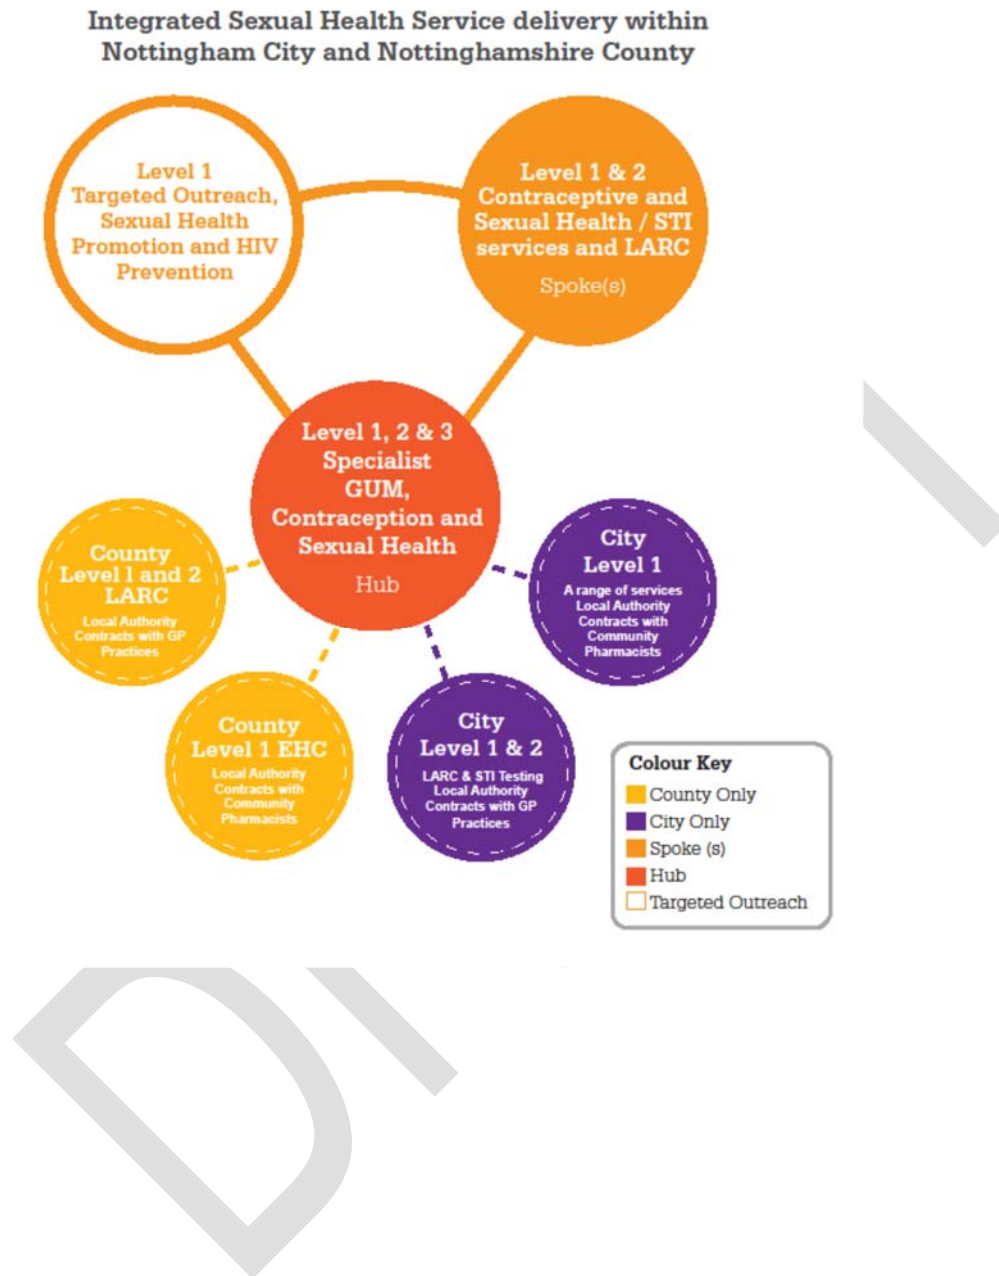 Integrated Sexual Health Service delivery within
Nottingham City and Nottinghamshire County
Level 1
Targeted Outreach,
Sexual Health
Promotion and HIV
Prevention
Level 1 & 2
Contraceptive and
Sexual Health / STI
services and LARC
Spoke(s)
Level 1, 2 & 3
Specialist
GUM,
Contraception and
Sexual Health
Hub
County
Level 1 and 2
LARC
Local Authority
Contracts with GP
Practices
City
Level 1
A range of services
Local Authority
Contracts with
Community
Pharmacists
County
Level 1 EHC
Local Authority
Contracts with
Community
Pharmacists
City
Level 1 & 2
LARC & STI Testing
Local Authority
Contracts with GP
Practices
Colour Key
County Only
City Only
Spoke (s)
Hub
Targeted Outreach